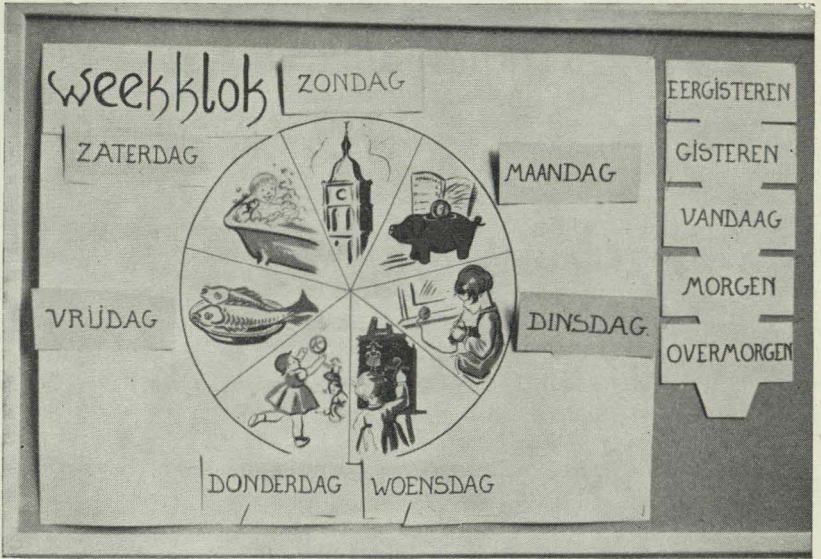 weekklok
ZONDAG
ZATERDAG
MAANDAG
VRIJDAG
DINSDAG.
DONDERDAG
WOENSDAG
EERGISTEREN
GISTEREN
VANDAAG
MORGEN
OVERMORGEN